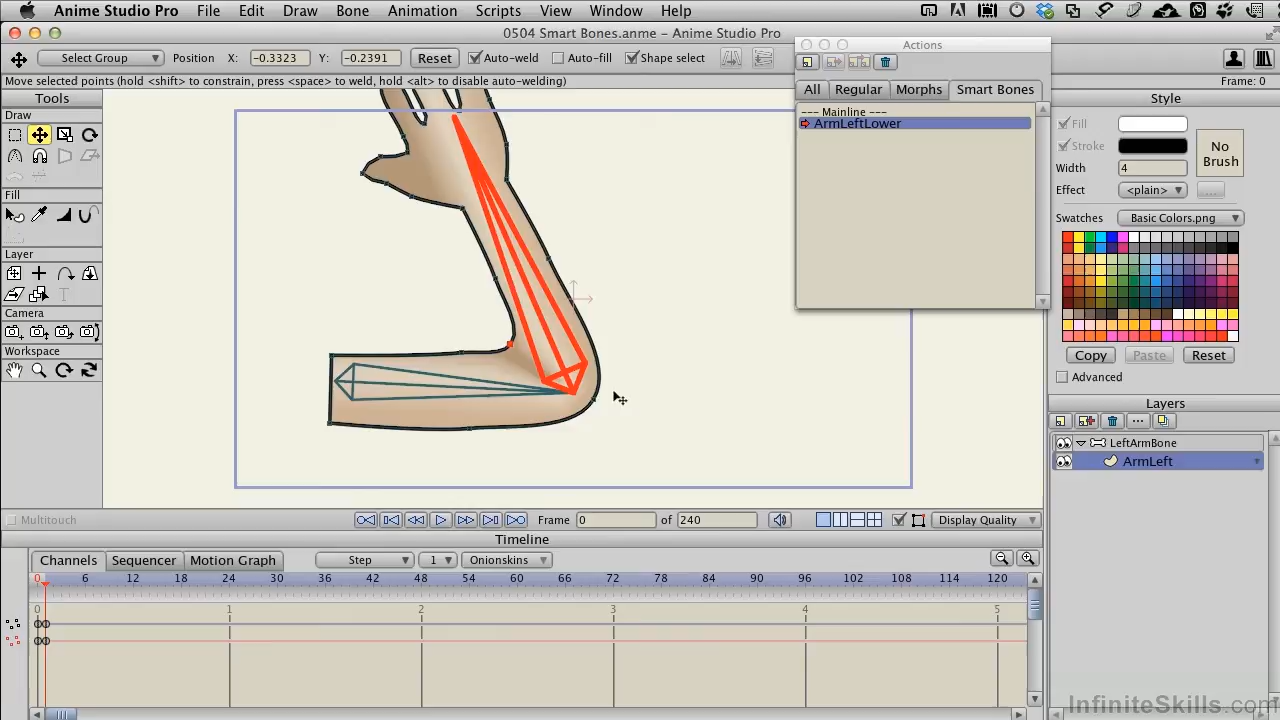 Anime Studio Pro File Edit Draw Bone Animation Scripts View Window Help
0504 Smart Bones.anme - Anime Studio Pro
Select Group Position X: -0.3323 Y: -0.2391 Reset Auto-weld Auto-fill Shape select
Move selected points (hold <shift> to constrain, press <space> to weld, hold <alt> to disable auto-welding)
Frame: 0
Tools
Draw
Fill
Layer
Camera
Workspace
Actions
All Regular Morphs Smart Bones
--- Mainline ---
ArmLeftLower
Style
Fill
Stroke
No Brush
Width 4
Effect <plain> ...
Swatches Basic Colors.png
Copy Paste Reset
Advanced
Layers
LeftArmBone
ArmLeft
Multitouch
Frame 0 of 240
Display Quality
Timeline
Channels Sequencer Motion Graph Step 1 Onionskins
0 6 12 18 24 30 36 42 48 54 60 66 72 78 84 90 96 102 108 114 120
0 1 2 3 4 5
InfiniteSkills.com